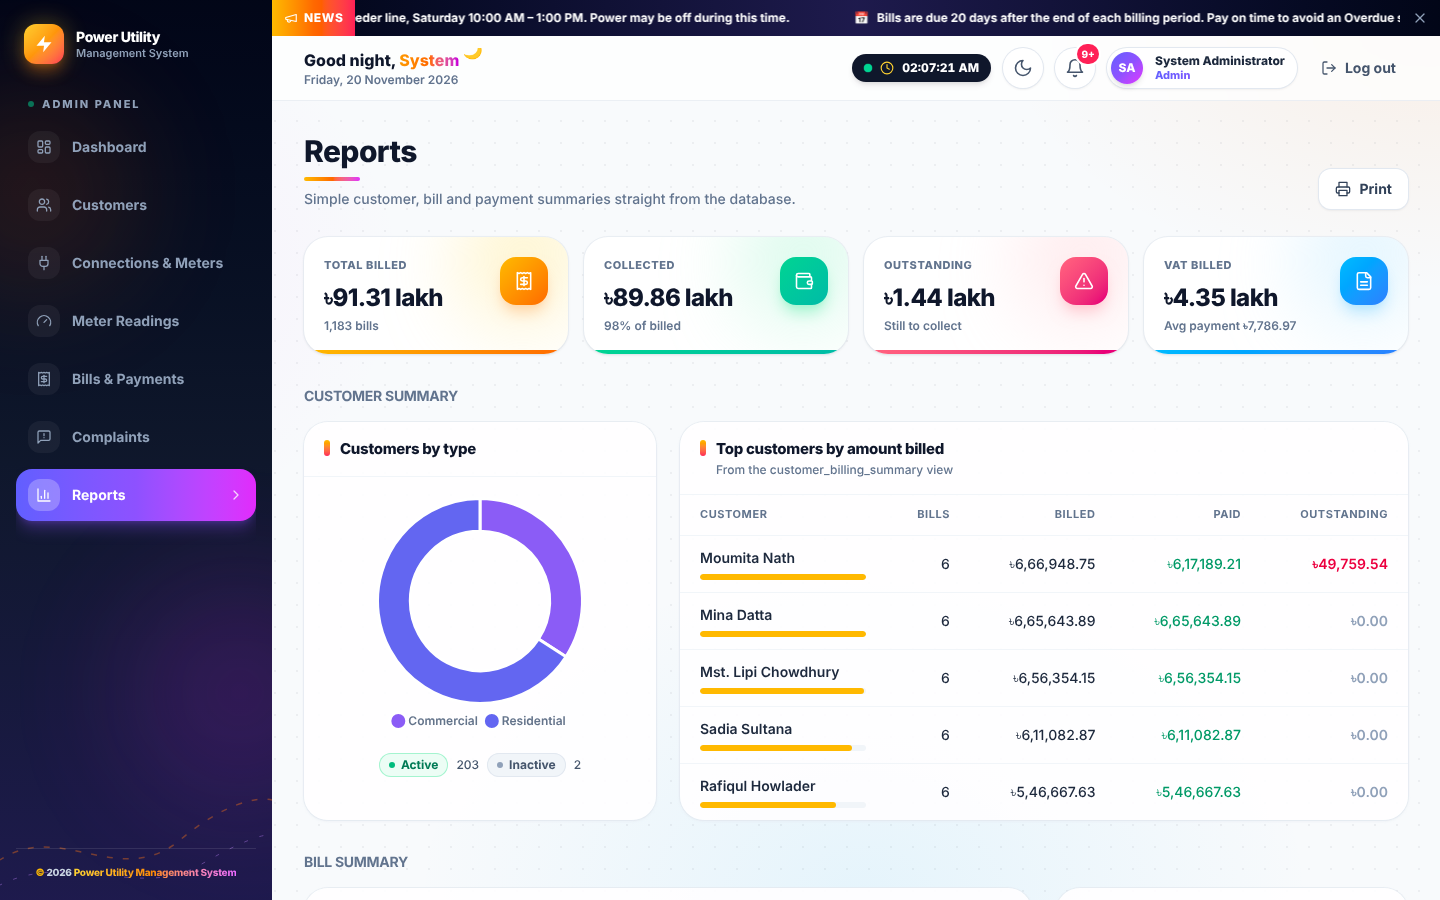 Power Utility
Management System
ADMIN PANEL
Dashboard
Customers
Connections & Meters
Meter Readings
Bills & Payments
Complaints
Reports
© 2026 Power Utility Management System
NEWS
eder line, Saturday 10:00 AM – 1:00 PM. Power may be off during this time.
Bills are due 20 days after the end of each billing period. Pay on time to avoid an Overdue s
Good night, System
Friday, 20 November 2026
02:07:21 AM
9+
SA
System Administrator
Admin
Log out
Reports
Simple customer, bill and payment summaries straight from the database.
Print
TOTAL BILLED
৳91.31 lakh
1,183 bills
COLLECTED
৳89.86 lakh
98% of billed
OUTSTANDING
৳1.44 lakh
Still to collect
VAT BILLED
৳4.35 lakh
Avg payment ৳7,786.97
CUSTOMER SUMMARY
Customers by type
Commercial Residential
Active 203 Inactive 2
Top customers by amount billed
From the customer_billing_summary view
CUSTOMER BILLS BILLED PAID OUTSTANDING
Moumita Nath 6 ৳6,66,948.75 ৳6,17,189.21 ৳49,759.54
Mina Datta 6 ৳6,65,643.89 ৳6,65,643.89 ৳0.00
Mst. Lipi Chowdhury 6 ৳6,56,354.15 ৳6,56,354.15 ৳0.00
Sadia Sultana 6 ৳6,11,082.87 ৳6,11,082.87 ৳0.00
Rafiqul Howlader 6 ৳5,46,667.63 ৳5,46,667.63 ৳0.00
BILL SUMMARY